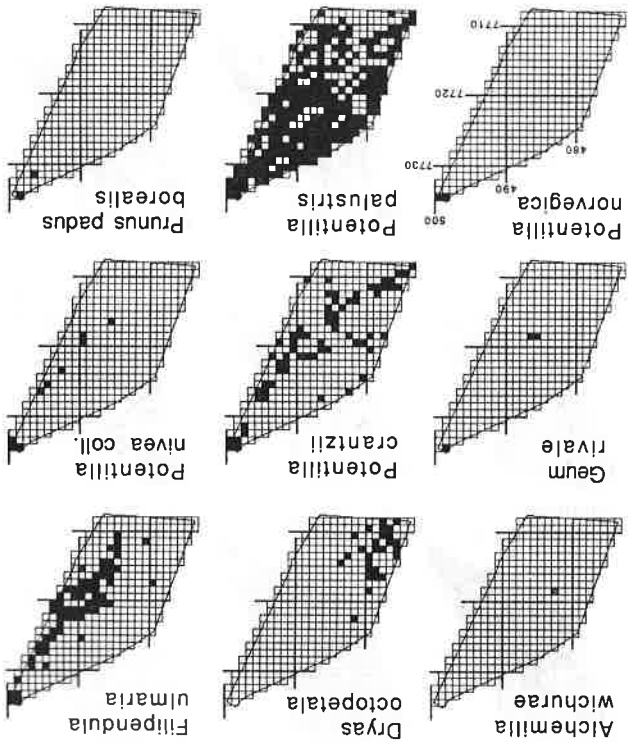 Alchemilla
wichurae
Dryas
octopetala
Filipendula
ulmaria
Geum
rivale
Potentilla
crantzii
Potentilla
nivea coll.
Potentilla
norvegica
500
490
480
7730
7720
7710
Potentilla
palustris
Prunus padus
borealis